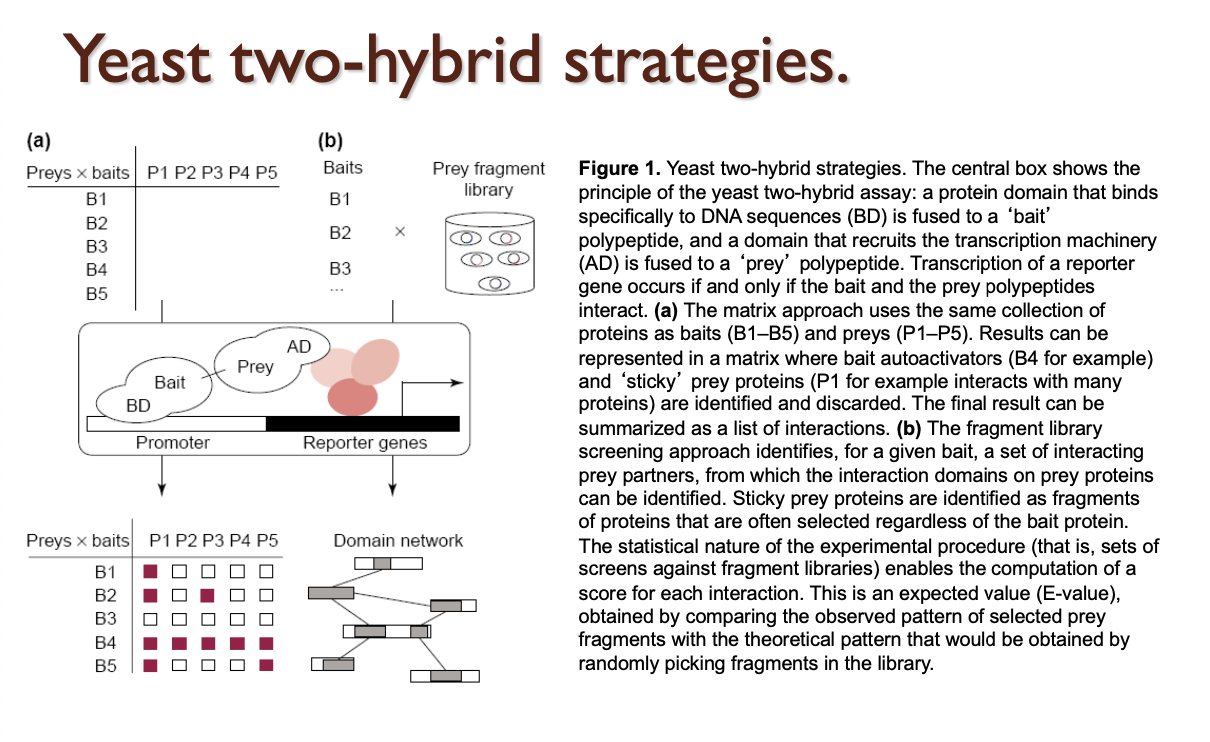 Yeast two-hybrid strategies.
(a)
Preys × baits P1 P2 P3 P4 P5
B1
B2
B3
B4
B5
(b)
Baits
B1
B2
B3
...
×
Prey fragment
library
AD
Prey
Bait
BD
Promoter
Reporter genes
Preys × baits P1 P2 P3 P4 P5
B1
B2
B3
B4
B5
Domain network
Figure 1. Yeast two-hybrid strategies. The central box shows the
principle of the yeast two-hybrid assay: a protein domain that binds
specifically to DNA sequences (BD) is fused to a ‘bait’
polypeptide, and a domain that recruits the transcription machinery
(AD) is fused to a ‘prey’ polypeptide. Transcription of a reporter
gene occurs if and only if the bait and the prey polypeptides
interact. (a) The matrix approach uses the same collection of
proteins as baits (B1–B5) and preys (P1–P5). Results can be
represented in a matrix where bait autoactivators (B4 for example)
and ‘sticky’ prey proteins (P1 for example interacts with many
proteins) are identified and discarded. The final result can be
summarized as a list of interactions. (b) The fragment library
screening approach identifies, for a given bait, a set of interacting
prey partners, from which the interaction domains on prey proteins
can be identified. Sticky prey proteins are identified as fragments
of proteins that are often selected regardless of the bait protein.
The statistical nature of the experimental procedure (that is, sets of
screens against fragment libraries) enables the computation of a
score for each interaction. This is an expected value (E-value),
obtained by comparing the observed pattern of selected prey
fragments with the theoretical pattern that would be obtained by
randomly picking fragments in the library.